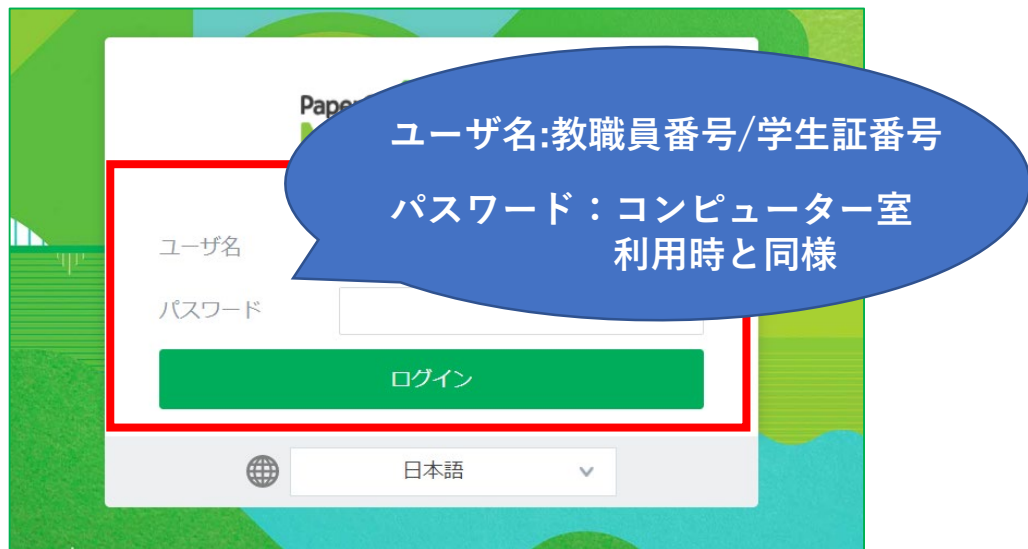 ユーザ名:教職員番号/学生証番号
パスワード：コンピューター室
利用時と同様
ユーザ名
パスワード
ログイン
日本語